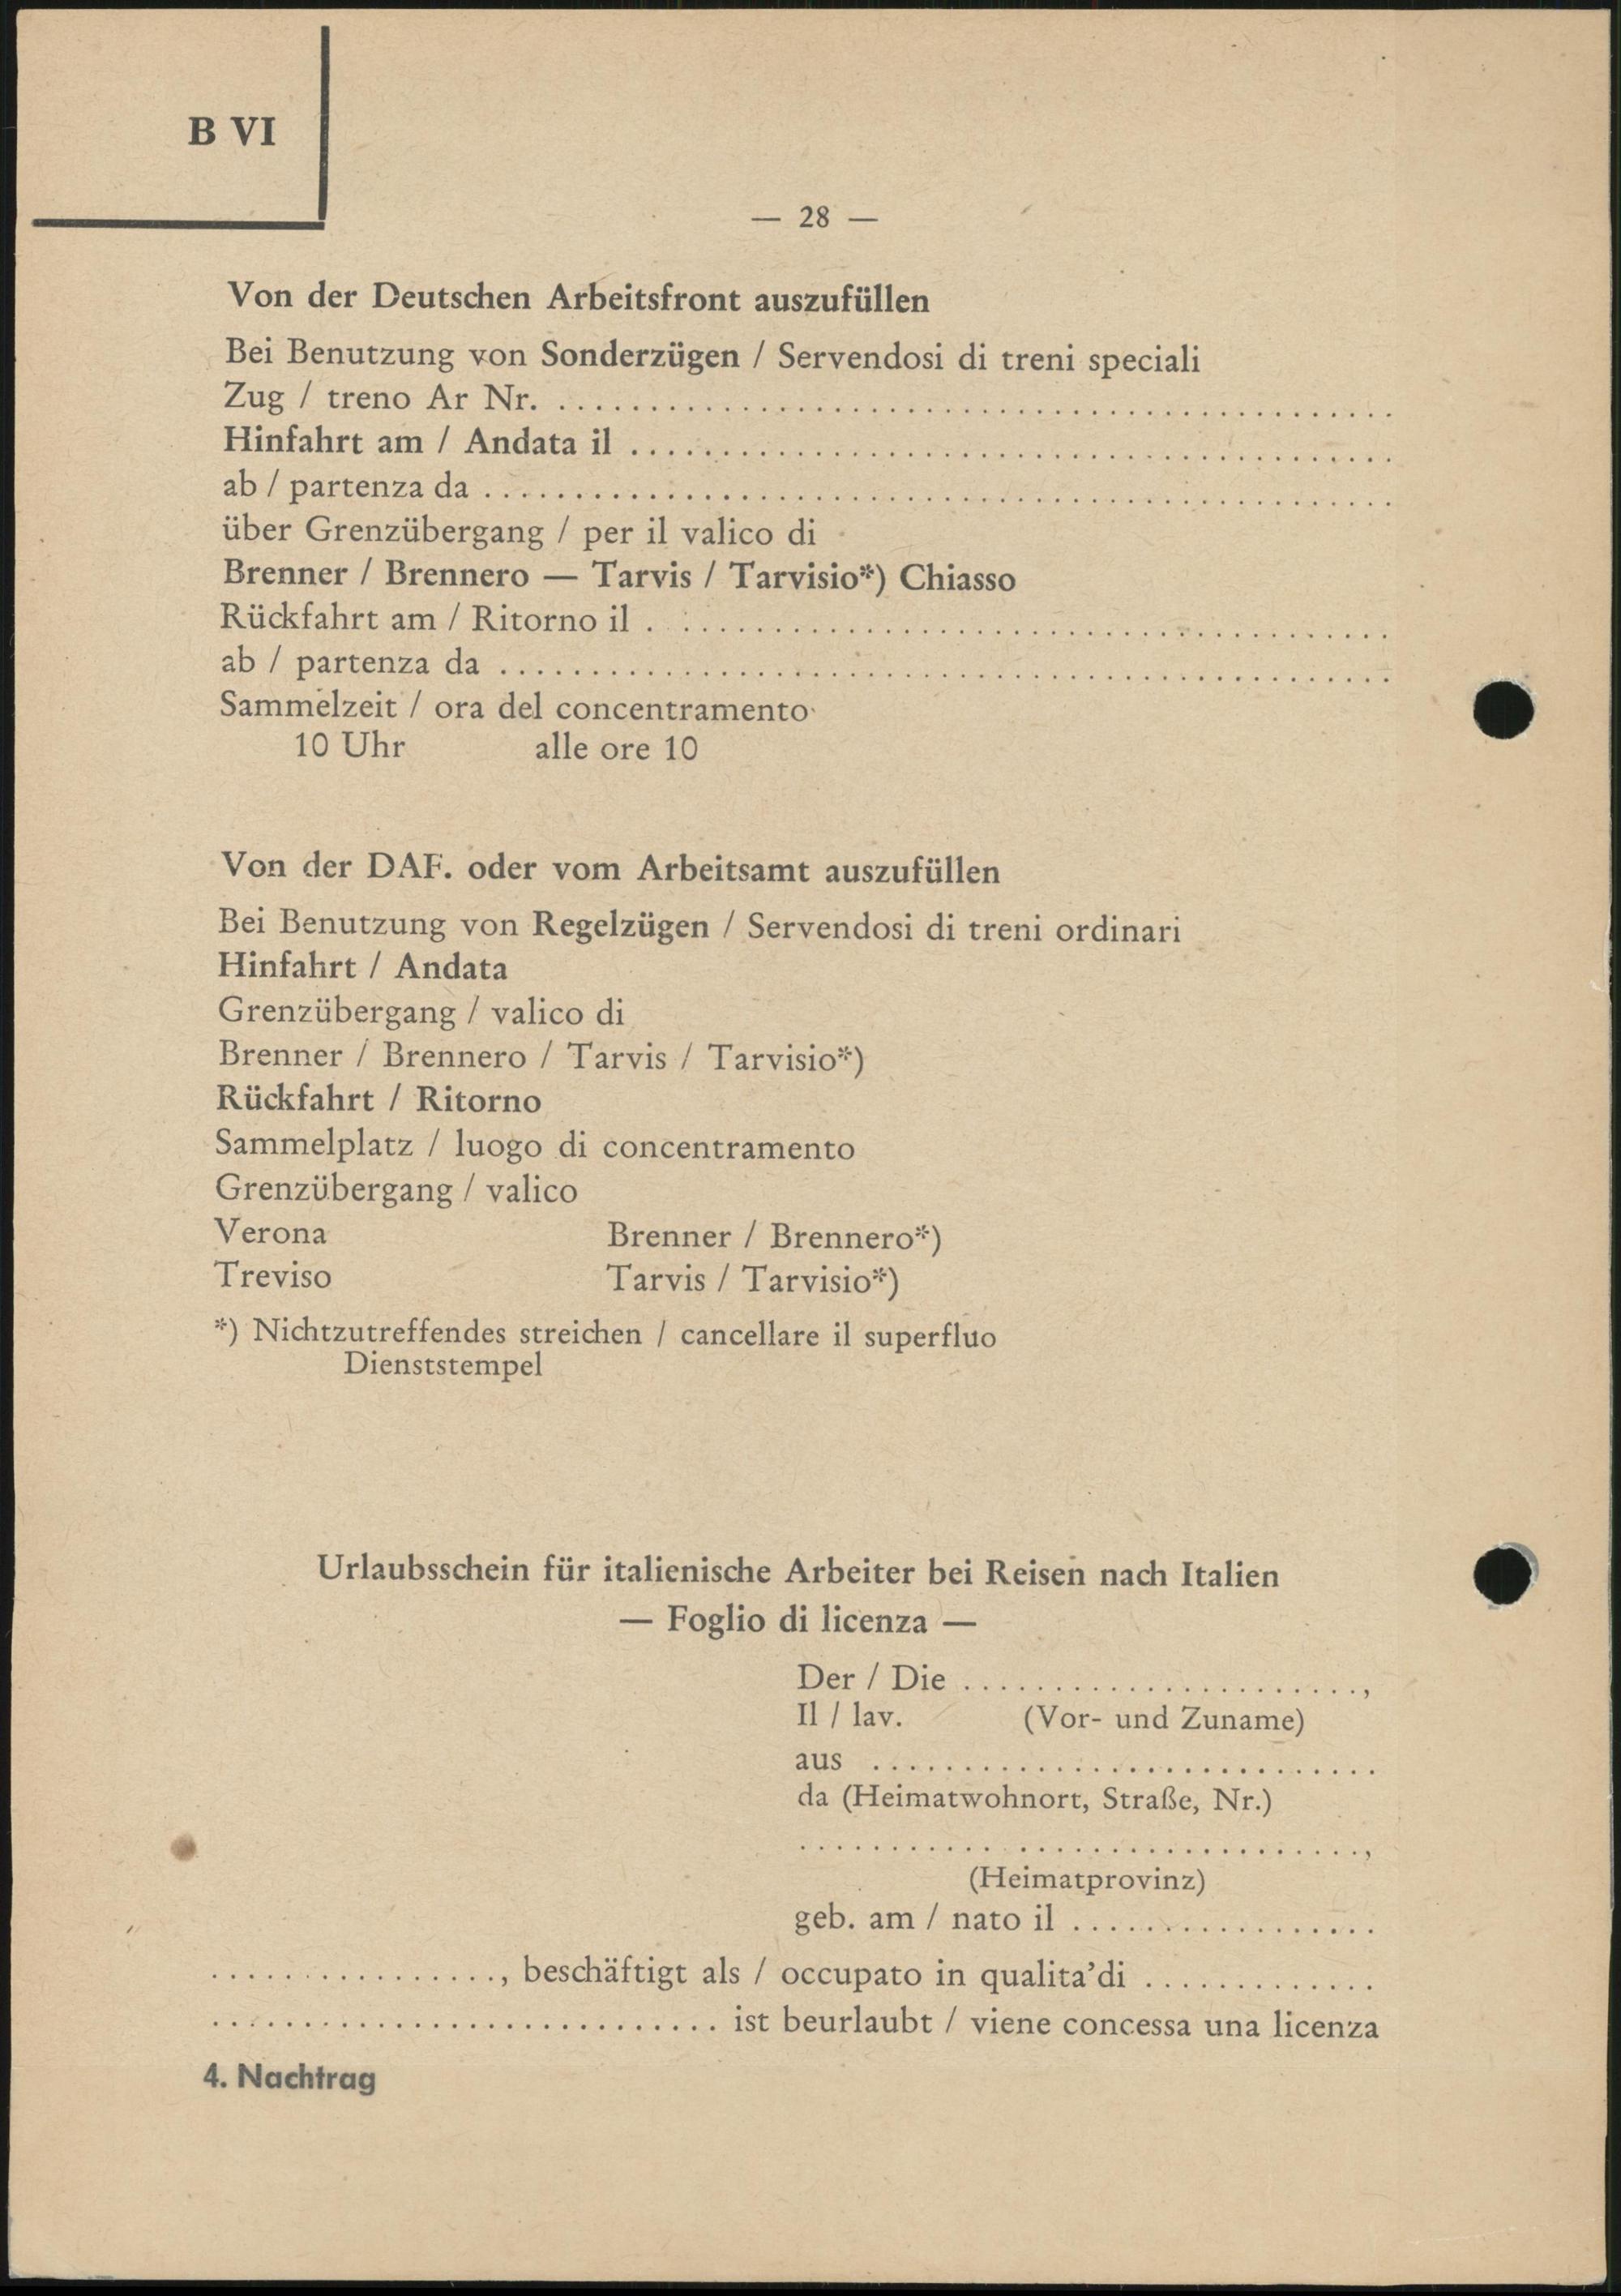 B VI
— 28 —
Von der Deutschen Arbeitsfront auszufüllen
Bei Benutzung von Sonderzügen / Servendosi di treni speciali
Zug / treno Ar Nr. ..............................................
Hinfahrt am / Andata il ..........................................
ab / partenza da ..................................................
über Grenzübergang / per il valico di
Brenner / Brennero — Tarvis / Tarvisio*) Chiasso
Rückfahrt am / Ritorno il . .......................................
ab / partenza da .................................................
Sammelzeit / ora del concentramento
10 Uhr alle ore 10
Von der DAF. oder vom Arbeitsamt auszufüllen
Bei Benutzung von Regelzügen / Servendosi di treni ordinari
Hinfahrt / Andata
Grenzübergang / valico di
Brenner / Brennero / Tarvis / Tarvisio*)
Rückfahrt / Ritorno
Sammelplatz / luogo di concentramento
Grenzübergang / valico
Verona Brenner / Brennero*)
Treviso Tarvis / Tarvisio*)
*) Nichtzutreffendes streichen / cancellare il superfluo
Dienststempel
Urlaubsschein für italienische Arbeiter bei Reisen nach Italien
— Foglio di licenza —
Der / Die ......................,
Il / lav. (Vor- und Zuname)
aus ............................
da (Heimatwohnort, Straße, Nr.)
...............................,
(Heimatprovinz)
geb. am / nato il .................
................, beschäftigt als / occupato in qualita'di .............
............................ ist beurlaubt / viene concessa una licenza
4. Nachtrag